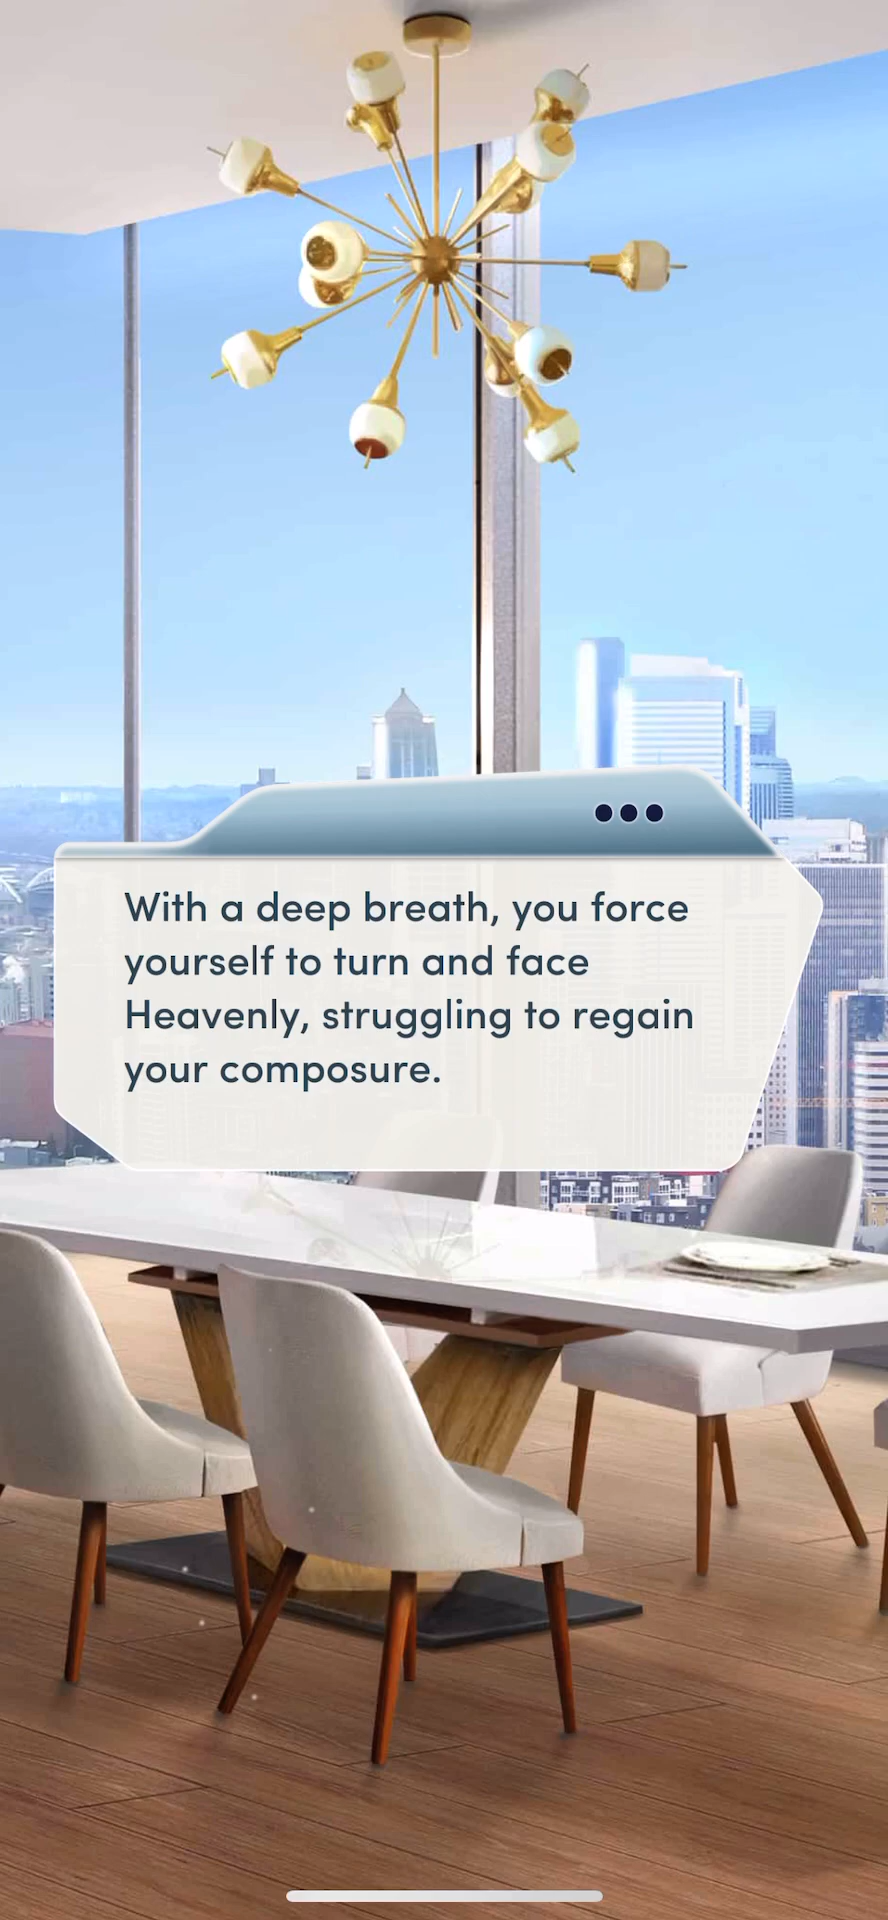 With a deep breath, you force
yourself to turn and face
Heavenly, struggling to regain
your composure.